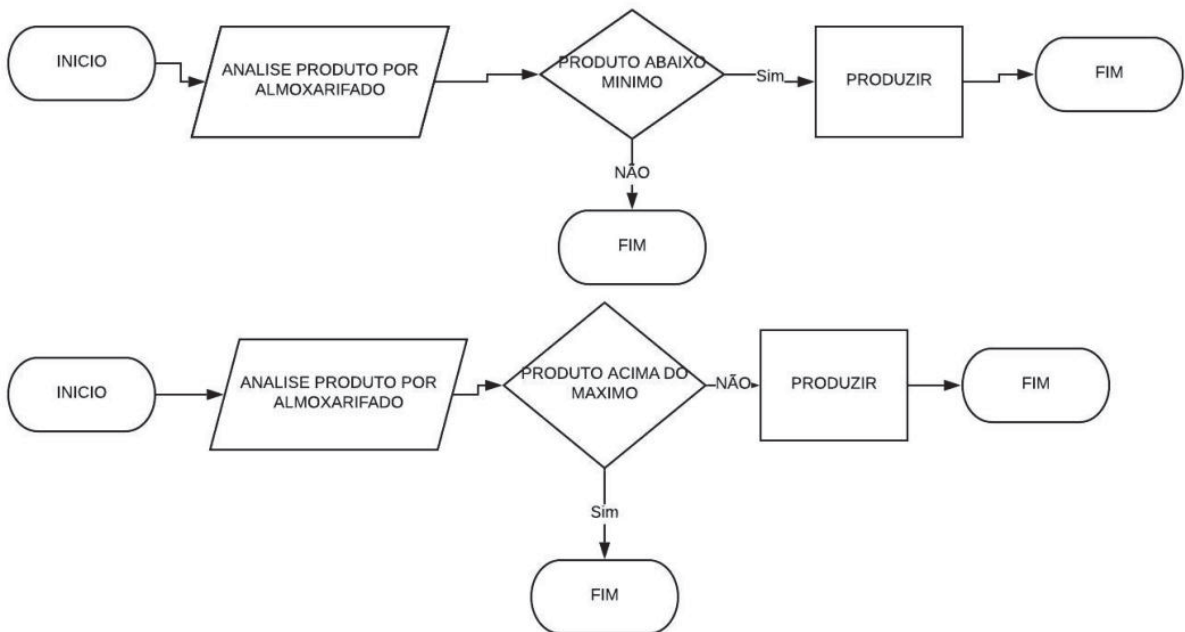 INICIO
ANALISE PRODUTO POR
ALMOXARIFADO
PRODUTO ABAIXO
MINIMO
Sim
PRODUZIR
FIM
NÃO
FIM
INICIO
ANALISE PRODUTO POR
ALMOXARIFADO
PRODUTO ACIMA DO
MAXIMO
NÃO
PRODUZIR
FIM
Sim
FIM